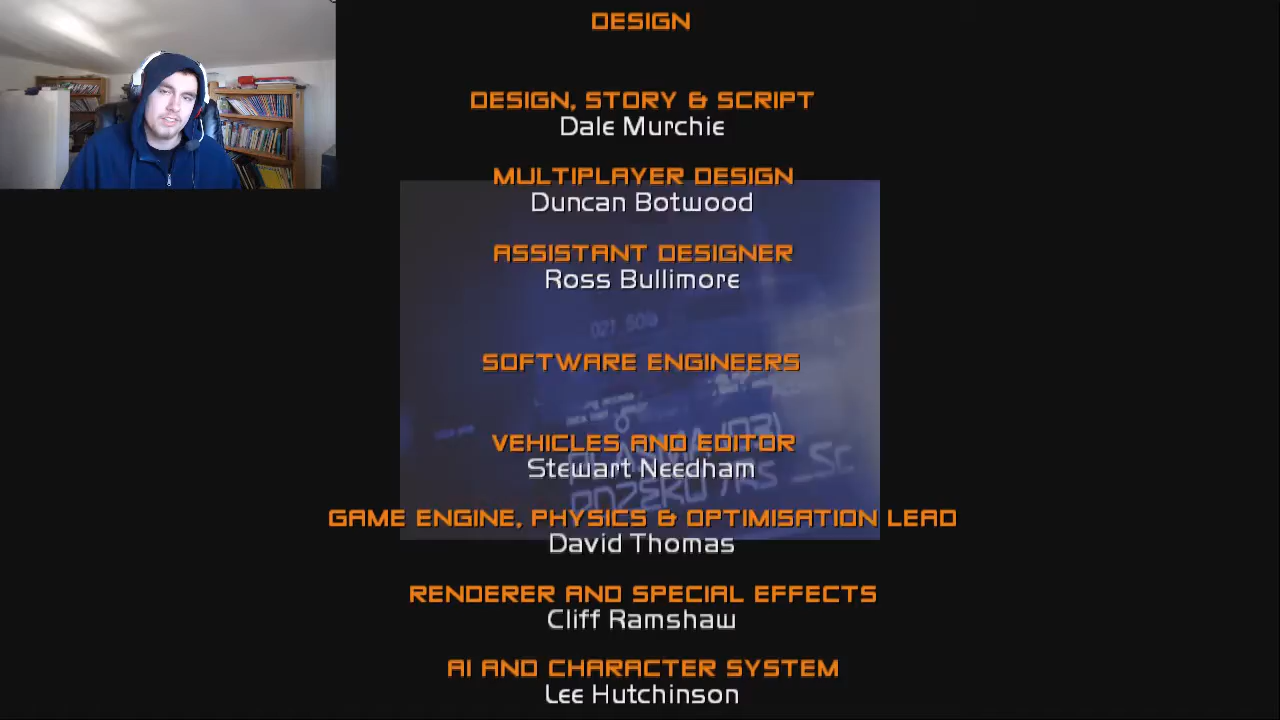 DESIGN
DESIGN, STORY & SCRIPT
Dale Murchie
MULTIPLAYER DESIGN
Duncan Botwood
ASSISTANT DESIGNER
Ross Bullimore
SOFTWARE ENGINEERS
VEHICLES AND EDITOR
Stewart Needham
GAME ENGINE, PHYSICS & OPTIMISATION LEAD
David Thomas
RENDERER AND SPECIAL EFFECTS
Cliff Ramshaw
AI AND CHARACTER SYSTEM
Lee Hutchinson